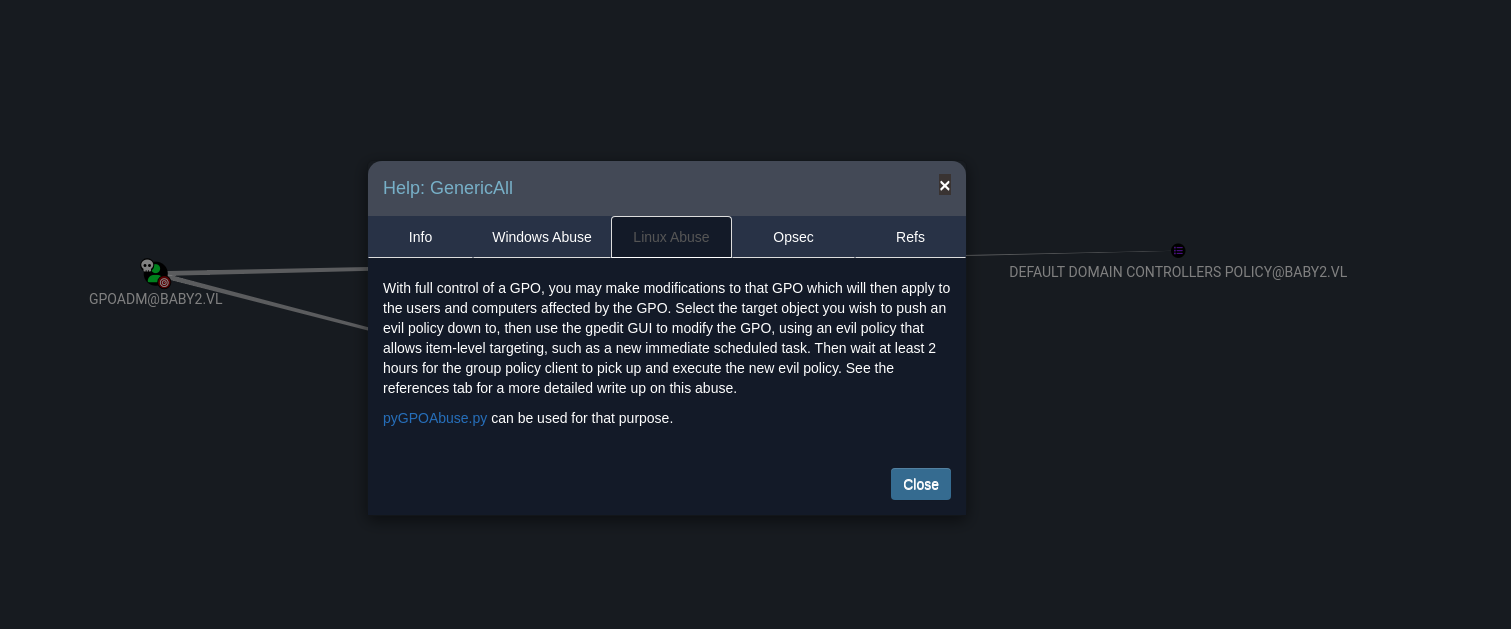 Help: GenericAll
×
Info
Windows Abuse
Linux Abuse
Opsec
Refs
DEFAULT DOMAIN CONTROLLERS POLICY@BABY2.VL
GPOADM@BABY2.VL
With full control of a GPO, you may make modifications to that GPO which will then apply to
the users and computers affected by the GPO. Select the target object you wish to push an
evil policy down to, then use the gpedit GUI to modify the GPO, using an evil policy that
allows item-level targeting, such as a new immediate scheduled task. Then wait at least 2
hours for the group policy client to pick up and execute the new evil policy. See the
references tab for a more detailed write up on this abuse.
pyGPOAbuse.py can be used for that purpose.
Close